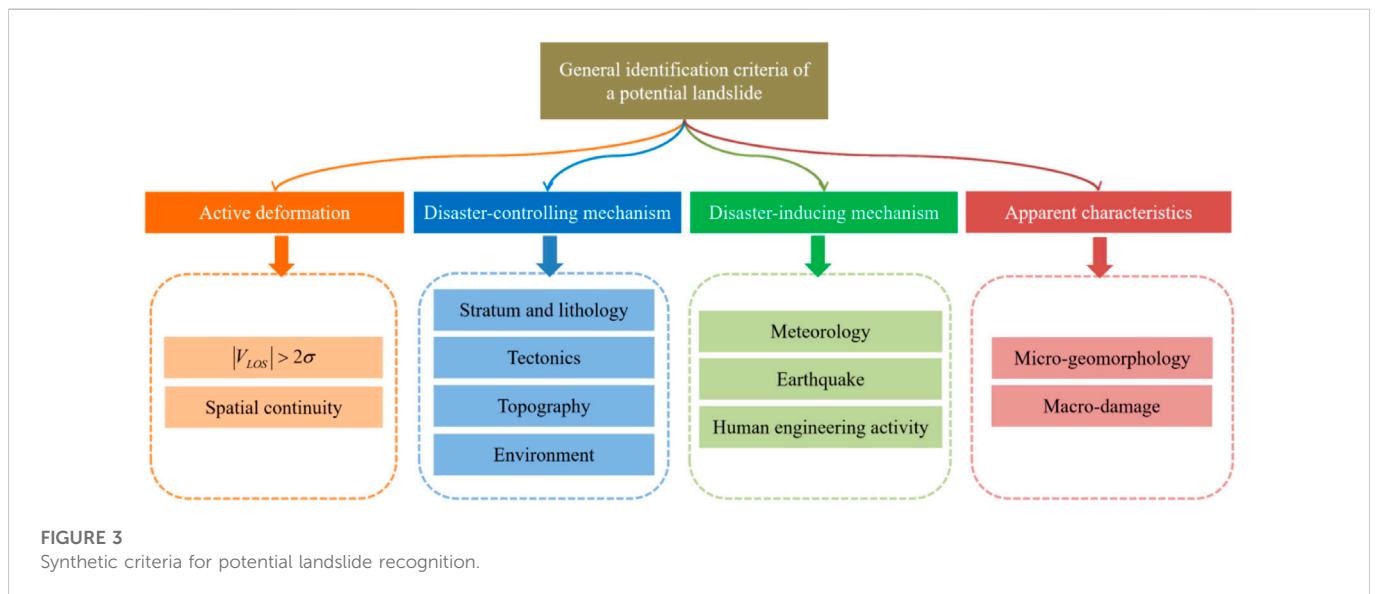 General identification criteria of
a potential landslide
Active deformation
Disaster-controlling mechanism
Disaster-inducing mechanism
Apparent characteristics
|V_{LOS}| > 2σ
Spatial continuity
Stratum and lithology
Tectonics
Topography
Environment
Meteorology
Earthquake
Human engineering activity
Micro-geomorphology
Macro-damage
FIGURE 3
Synthetic criteria for potential landslide recognition.